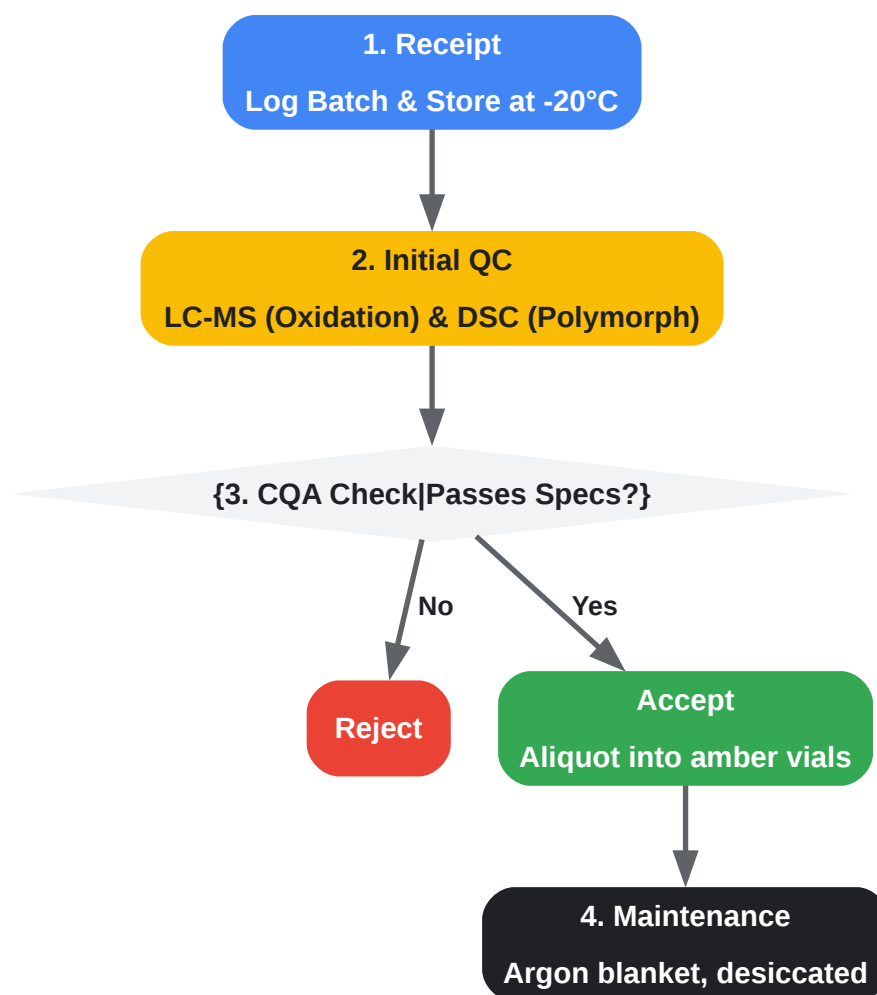 1. Receipt
Log Batch & Store at -20°C
2. Initial QC
LC-MS (Oxidation) & DSC (Polymorph)
{3. CQA Check|Passes Specs?}
No
Yes
Reject
Accept
Aliquot into amber vials
4. Maintenance
Argon blanket, desiccated